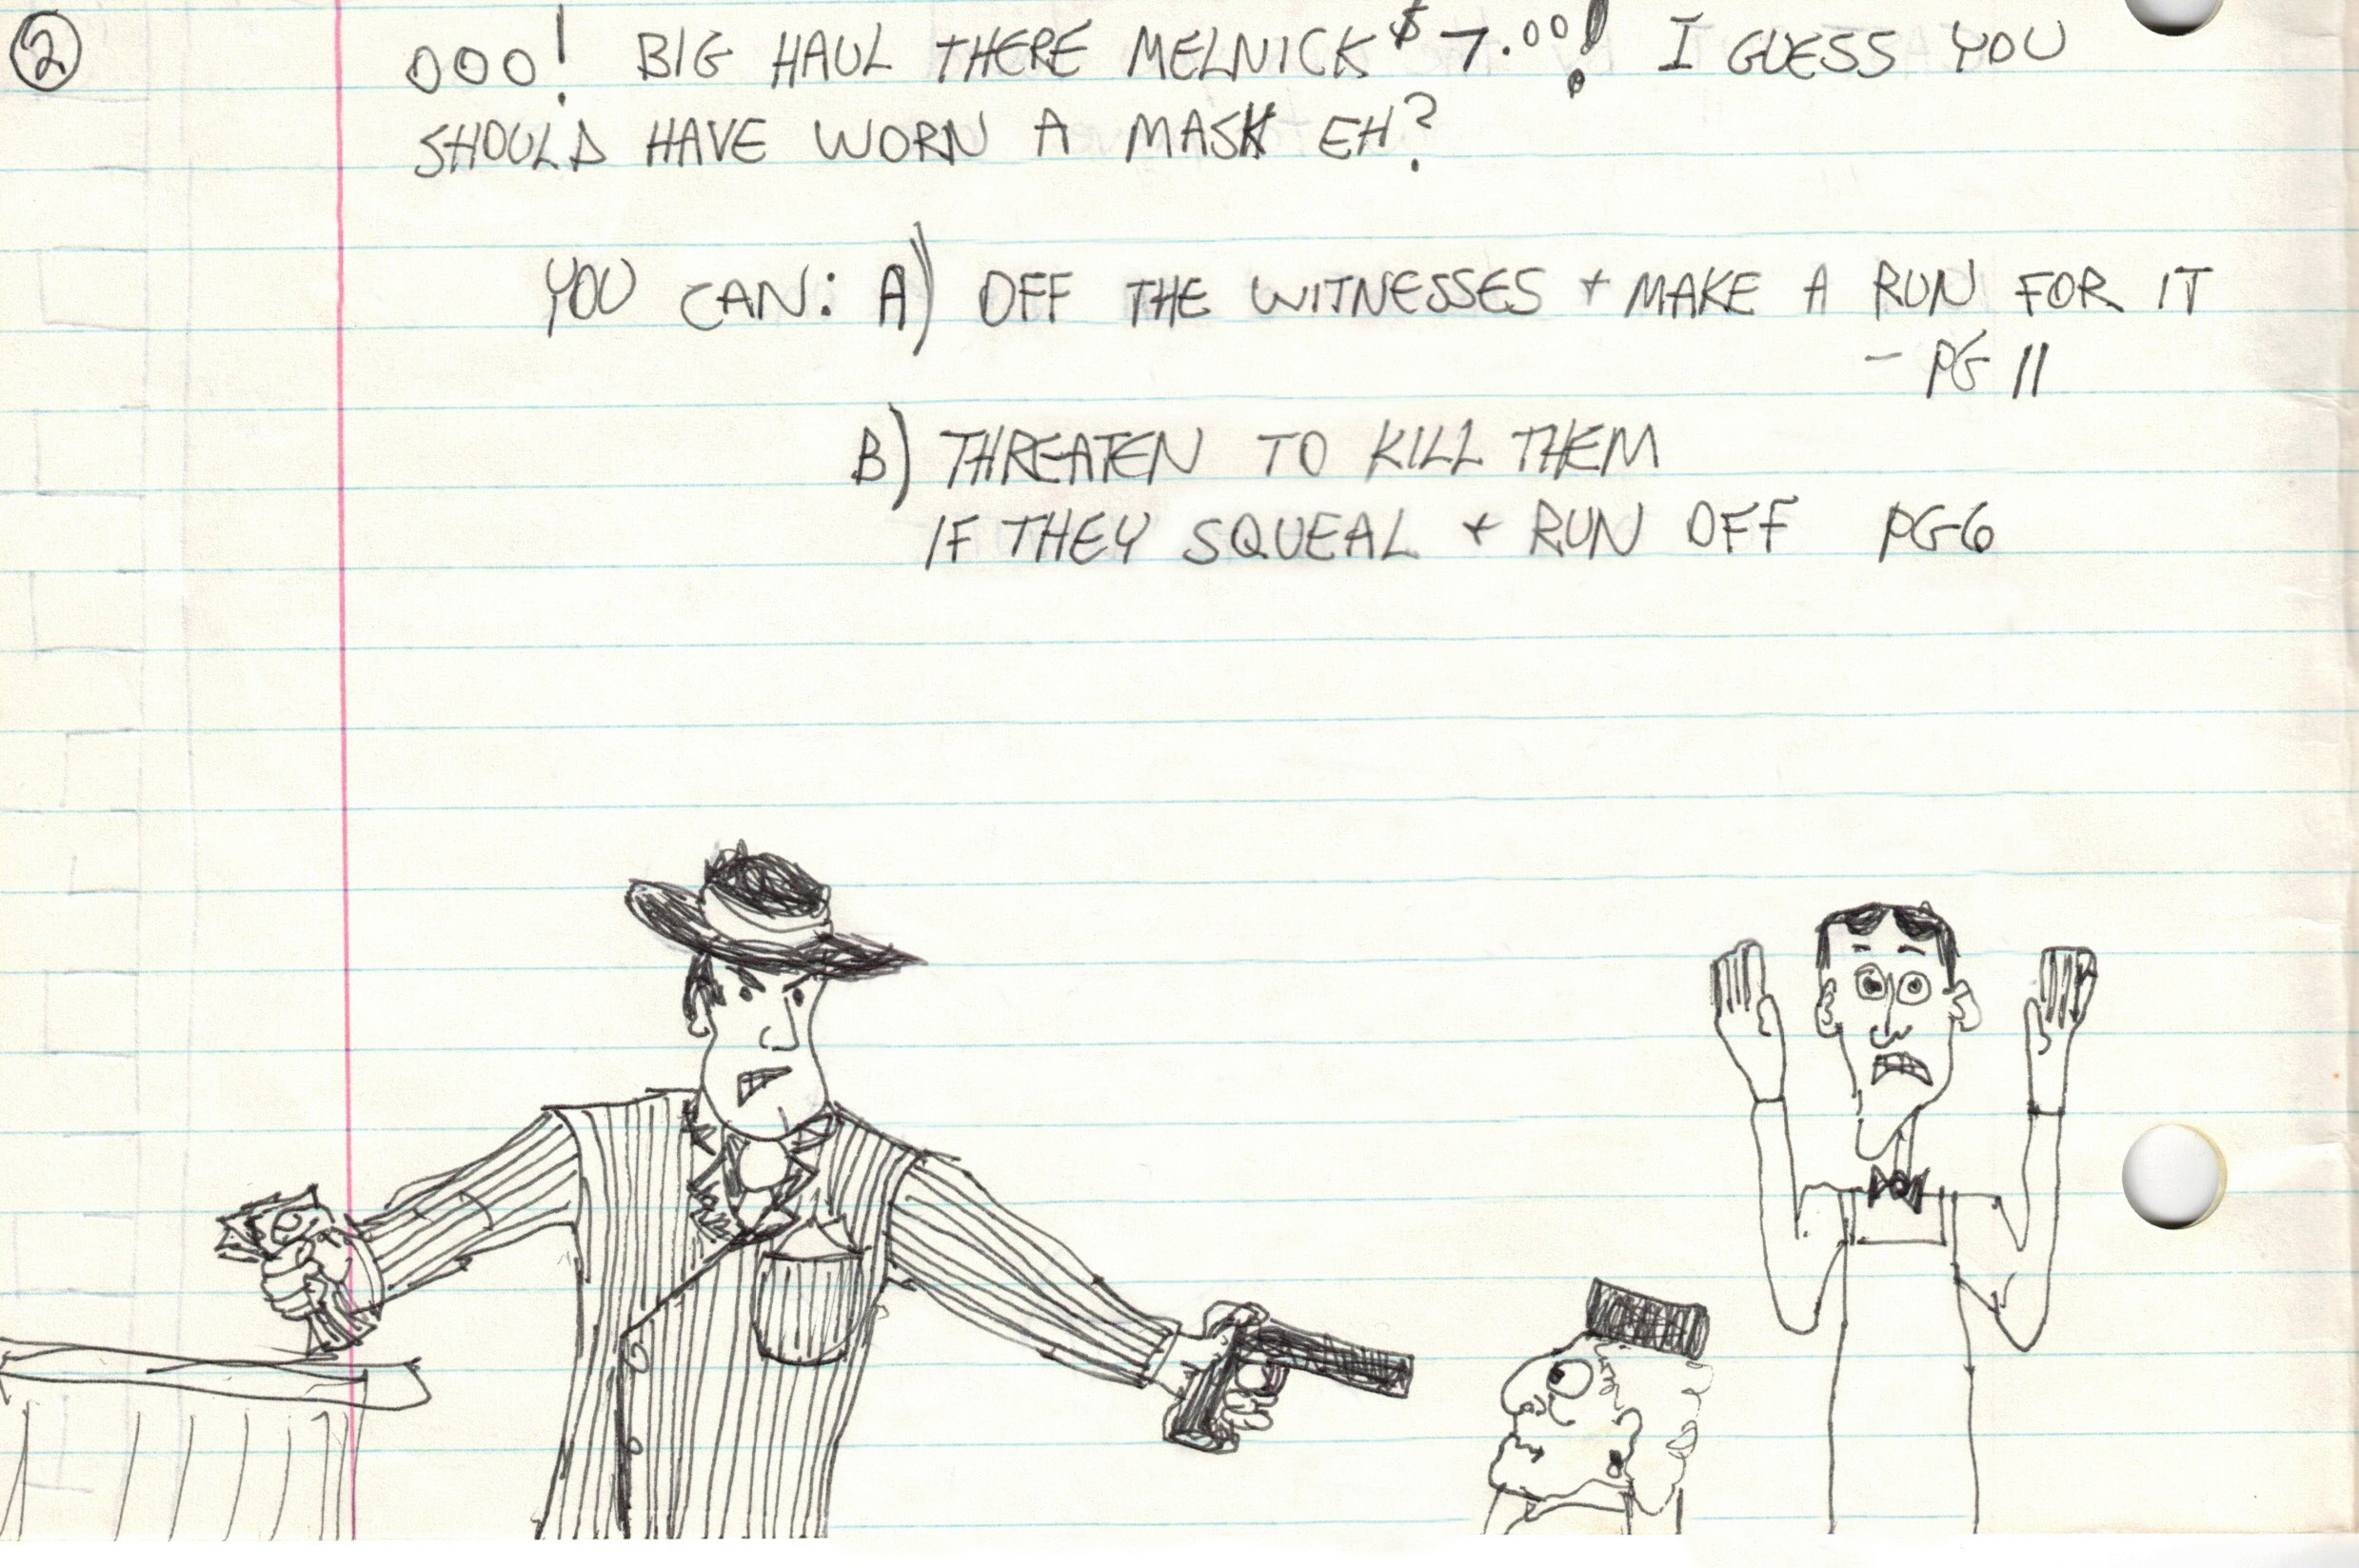 2
OOO! BIG HAUL THERE MELNICK $7.00! I GUESS YOU
SHOULD HAVE WORN A MASK EH?
YOU CAN: A) OFF THE WITNESSES + MAKE A RUN FOR IT
- PG 11
B) THREATEN TO KILL THEM
IF THEY SQUEAL + RUN OFF PG 6